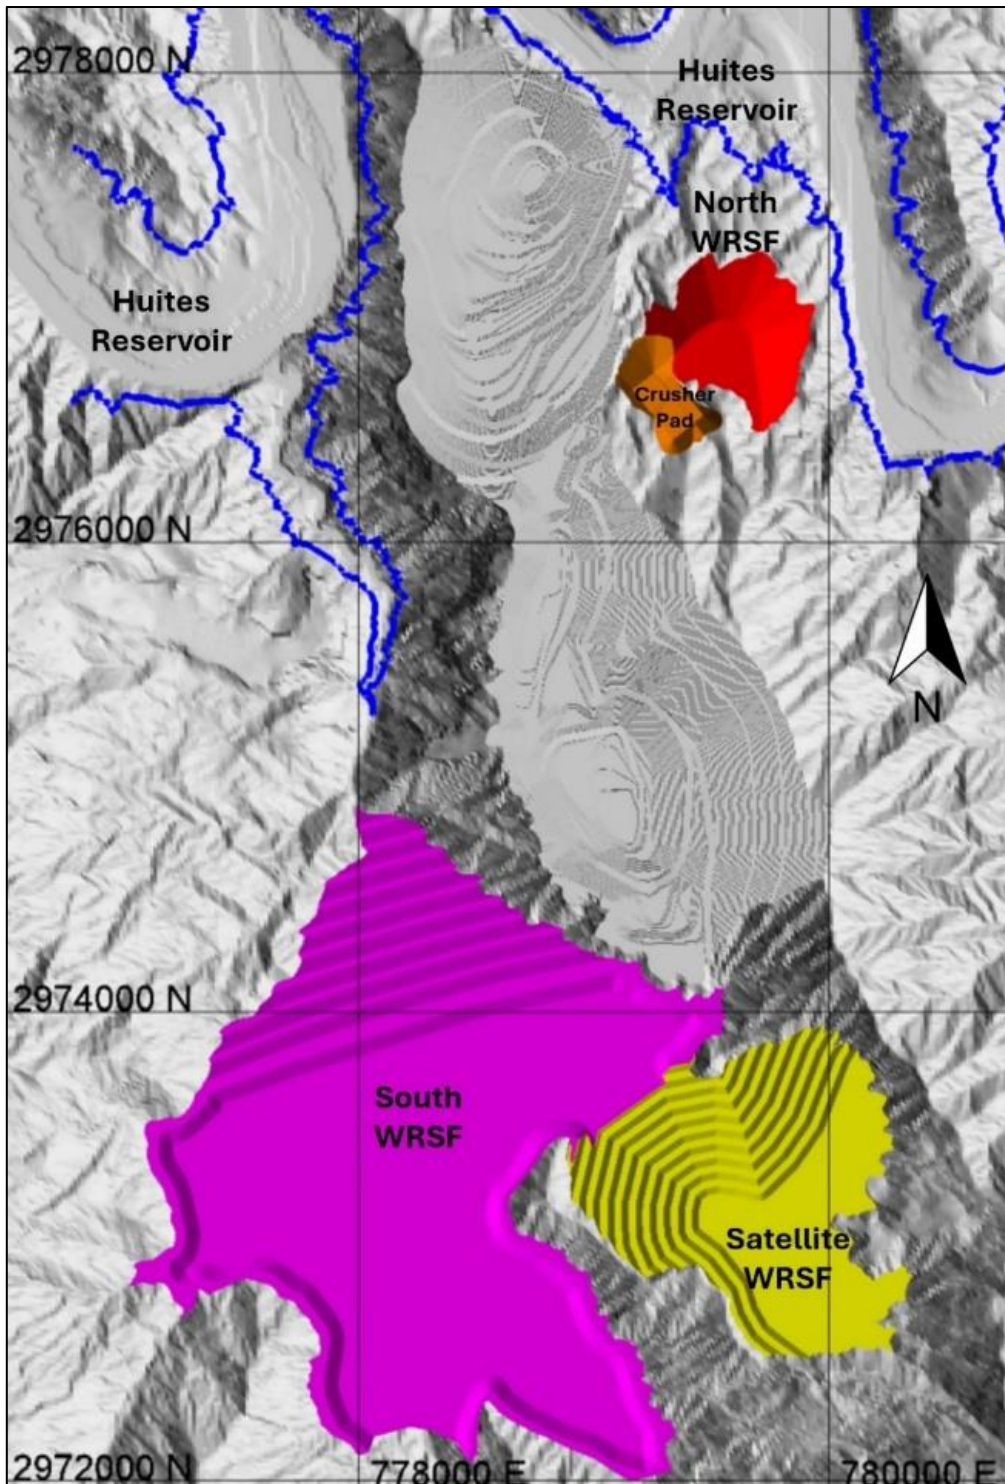 2978000 N
Huites
Reservoir
North
WRSF
Huites
Reservoir
Crusher
Pad
2976000 N
N
2974000 N
South
WRSF
Satellite
WRSF
2972000 N
778000 E
780000 E